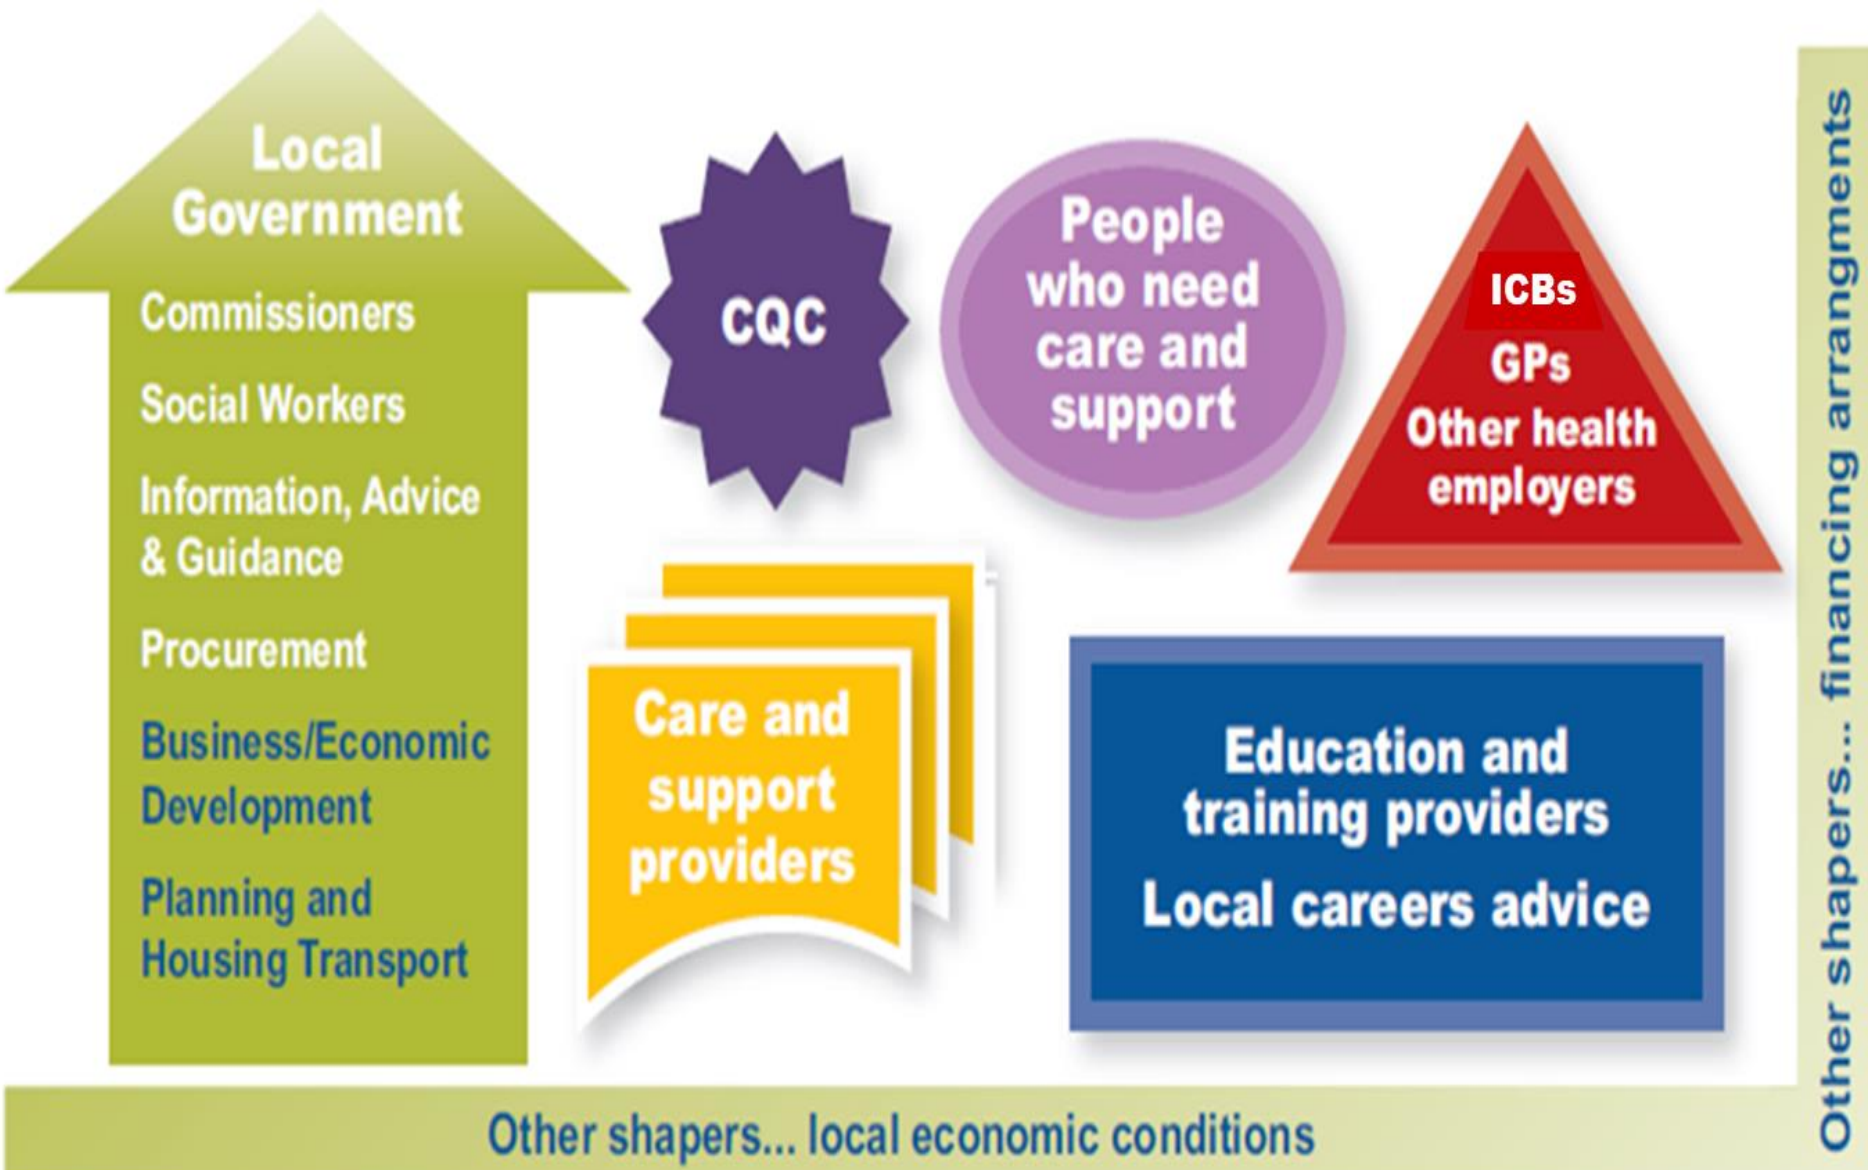 Local
Government
Commissioners
Social Workers
Information, Advice
& Guidance
Procurement
Business/Economic
Development
Planning and
Housing Transport
CQC
People
who need
care and
support
ICBs
GPs
Other health
employers
Care and
support
providers
Education and
training providers
Local careers advice
Other shapers... local economic conditions
Other shapers... financing arrangments